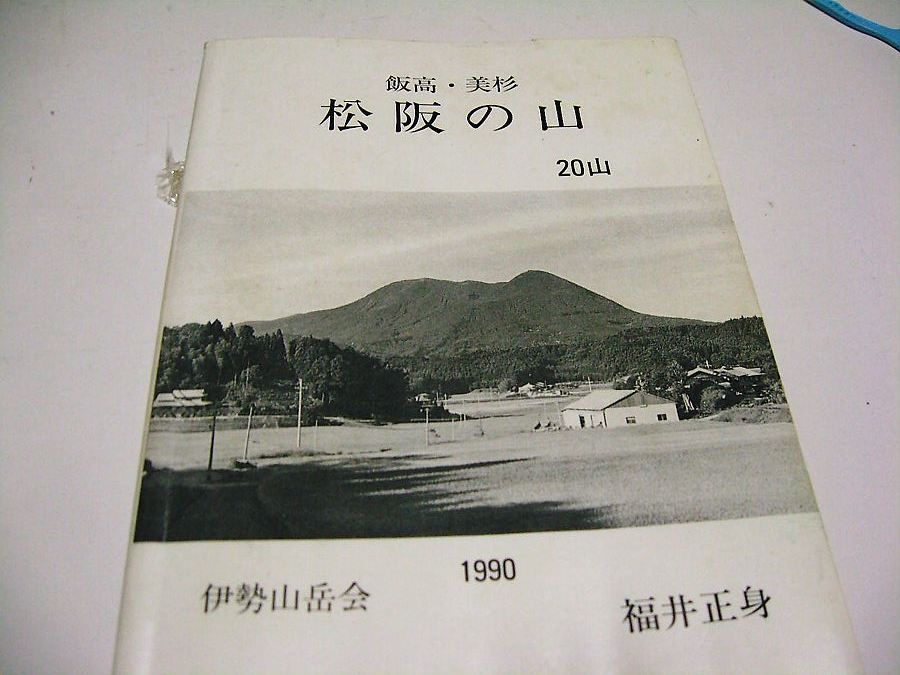 飯高・美杉
松阪の山
20山
1990
伊勢山岳会
福井正身